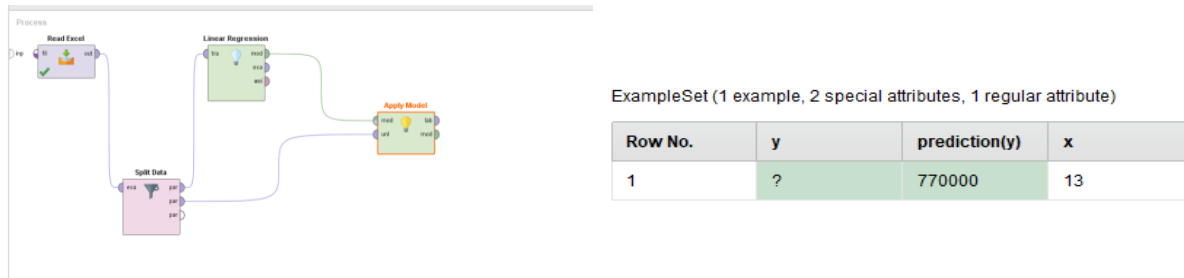 Process
Read Excel
inp
fil
out
Linear Regression
tra
mod
exa
wei
Apply Model
mod
lab
unl
mod
Split Data
exa
par
par
par
ExampleSet (1 example, 2 special attributes, 1 regular attribute)
Row No. y prediction(y) x
1 ? 770000 13